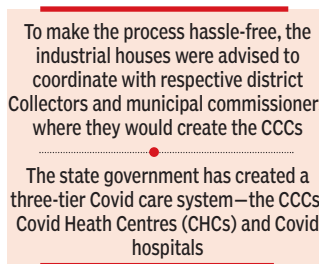 To make the process hassle-free, the
industrial houses were advised to
coordinate with respective district
Collectors and municipal commissioner
where they would create the CCCs
The state government has created a
three-tier Covid care system—the CCCs
Covid Heath Centres (CHCs) and Covid
hospitals